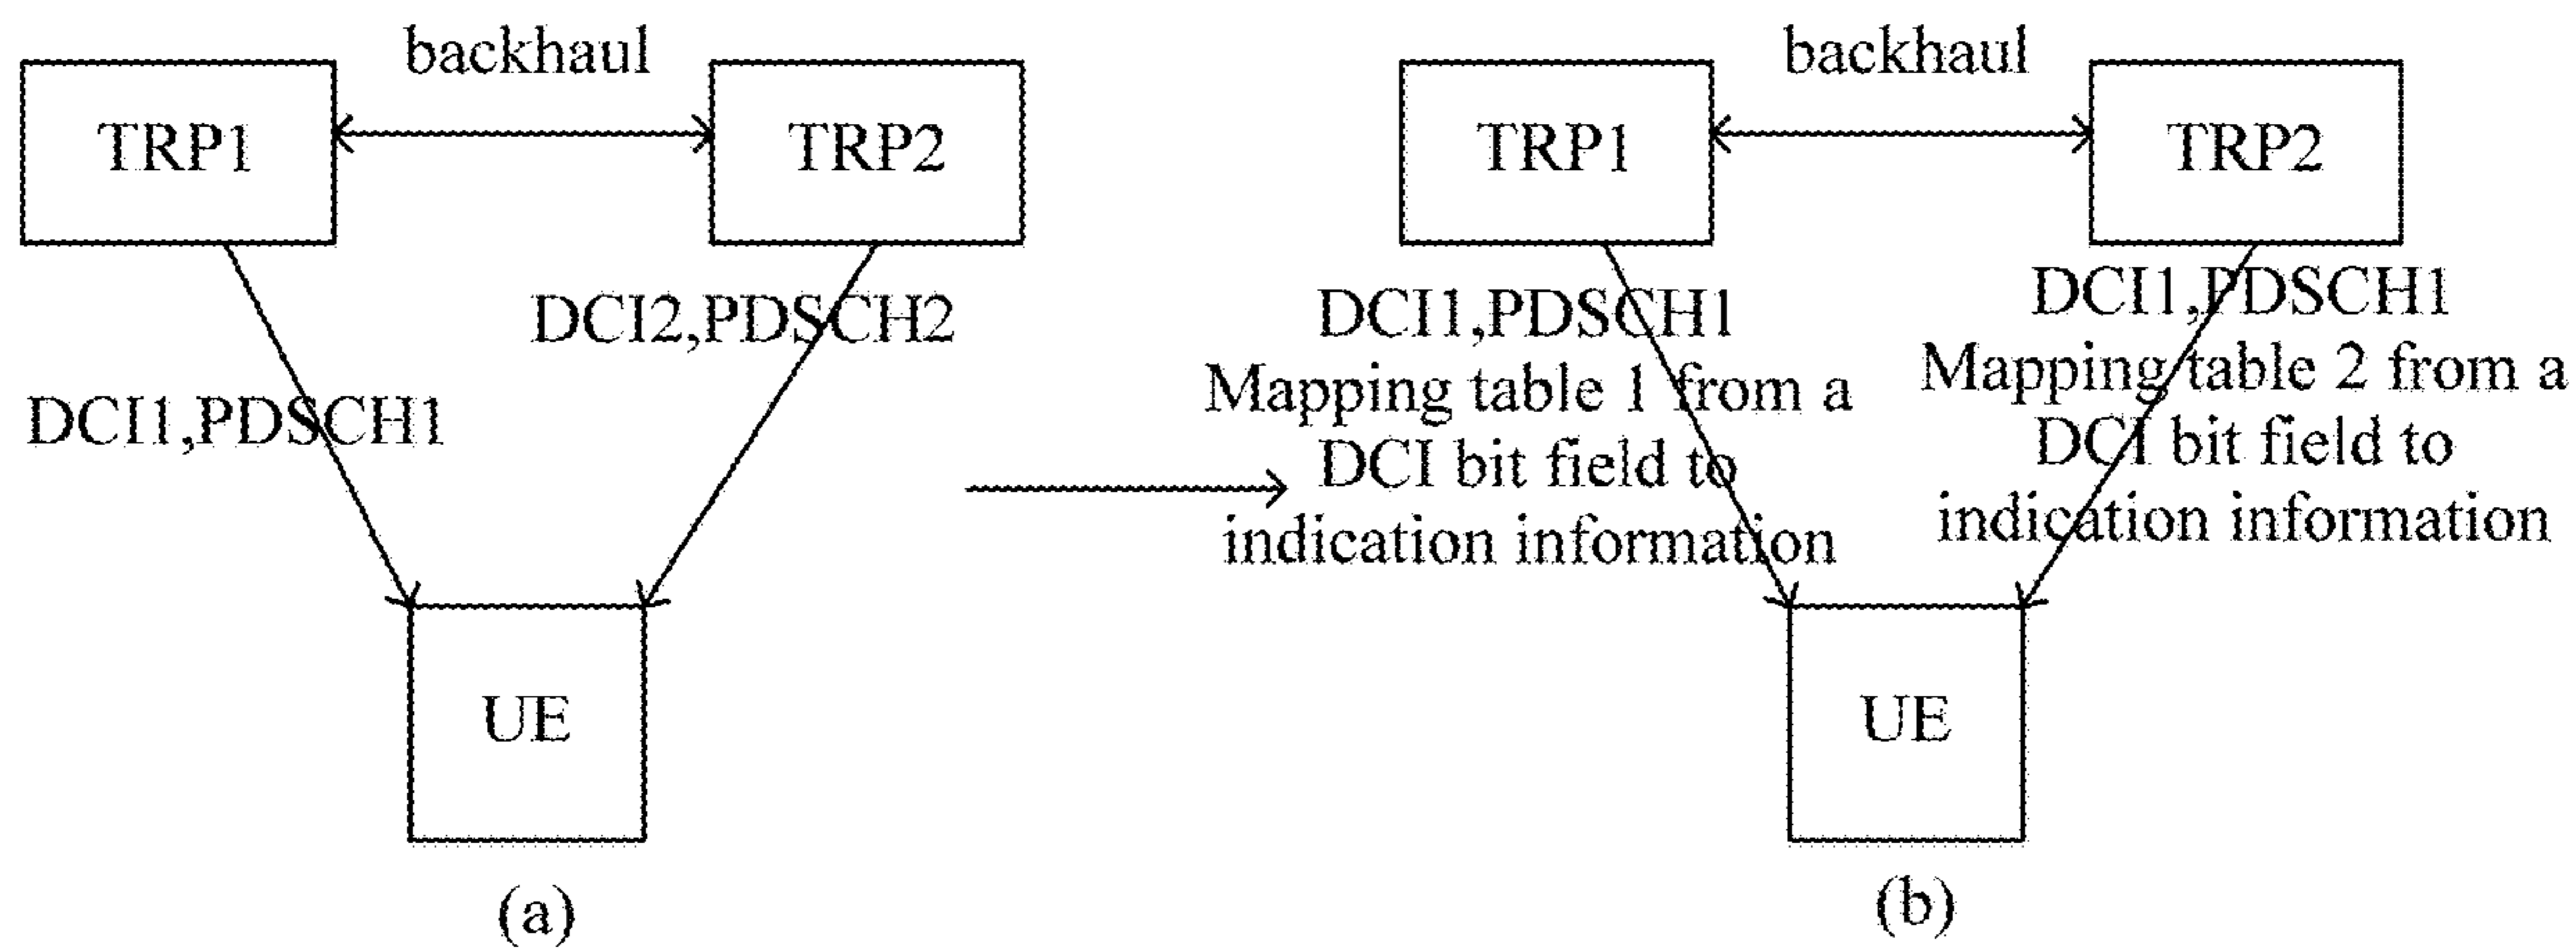 backhaul
TRP1
TRP2
DCI2,PDSCH2
DCI1,PDSCH1
UE
(a)
backhaul
TRP1
TRP2
DCI1,PDSCH1
Mapping table 1 from a
DCI bit field to
indication information
DCI1,PDSCH1
Mapping table 2 from a
DCI bit field to
indication information
UE
(b)